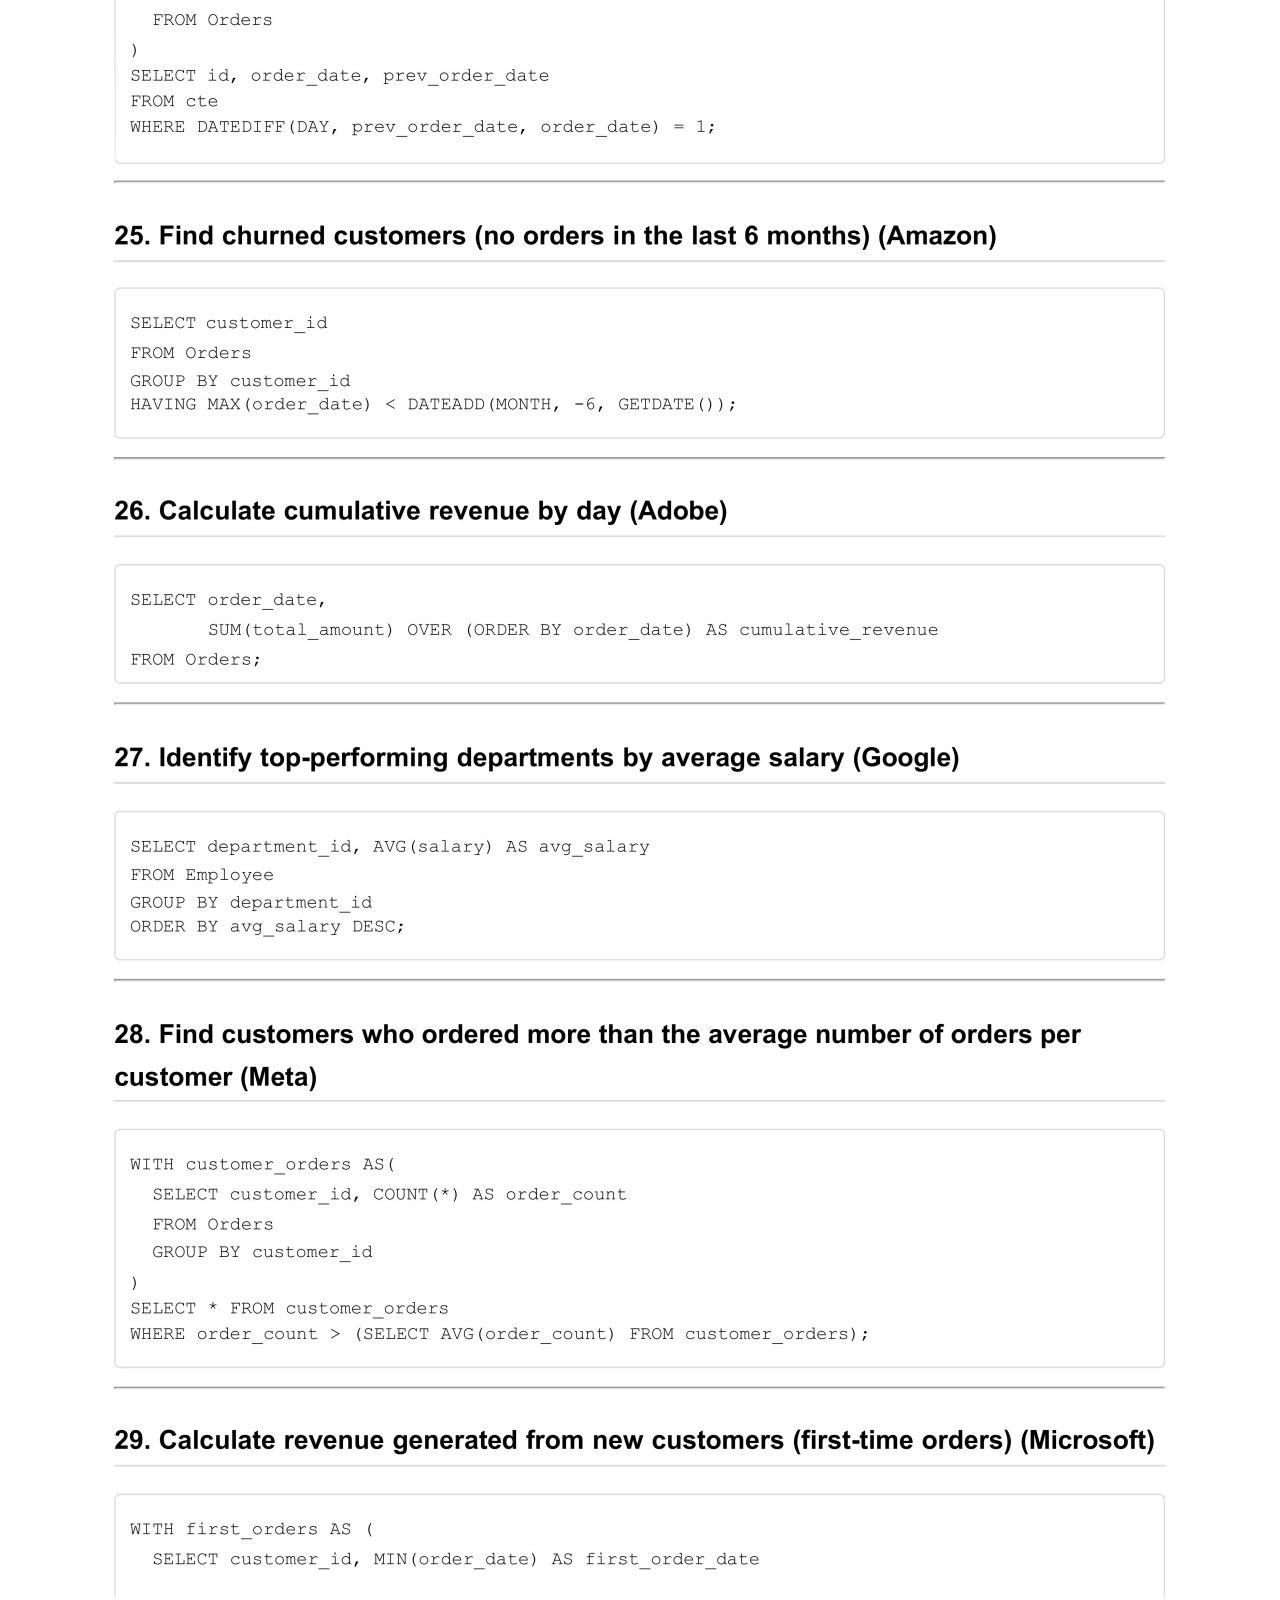 FROM Orders
)
SELECT id, order_date, prev_order_date
FROM cte
WHERE DATEDIFF(DAY, prev_order_date, order_date) = 1;
25. Find churned customers (no orders in the last 6 months) (Amazon)
SELECT customer_id
FROM Orders
GROUP BY customer_id
HAVING MAX(order_date) < DATEADD(MONTH, -6, GETDATE());
26. Calculate cumulative revenue by day (Adobe)
SELECT order_date,
SUM(total_amount) OVER (ORDER BY order_date) AS cumulative_revenue
FROM Orders;
27. Identify top-performing departments by average salary (Google)
SELECT department_id, AVG(salary) AS avg_salary
FROM Employee
GROUP BY department_id
ORDER BY avg_salary DESC;
28. Find customers who ordered more than the average number of orders per
customer (Meta)
WITH customer_orders AS(
SELECT customer_id, COUNT(*) AS order_count
FROM Orders
GROUP BY customer_id
)
SELECT * FROM customer_orders
WHERE order_count > (SELECT AVG(order_count) FROM customer_orders);
29. Calculate revenue generated from new customers (first-time orders) (Microsoft)
WITH first_orders AS (
SELECT customer_id, MIN(order_date) AS first_order_date